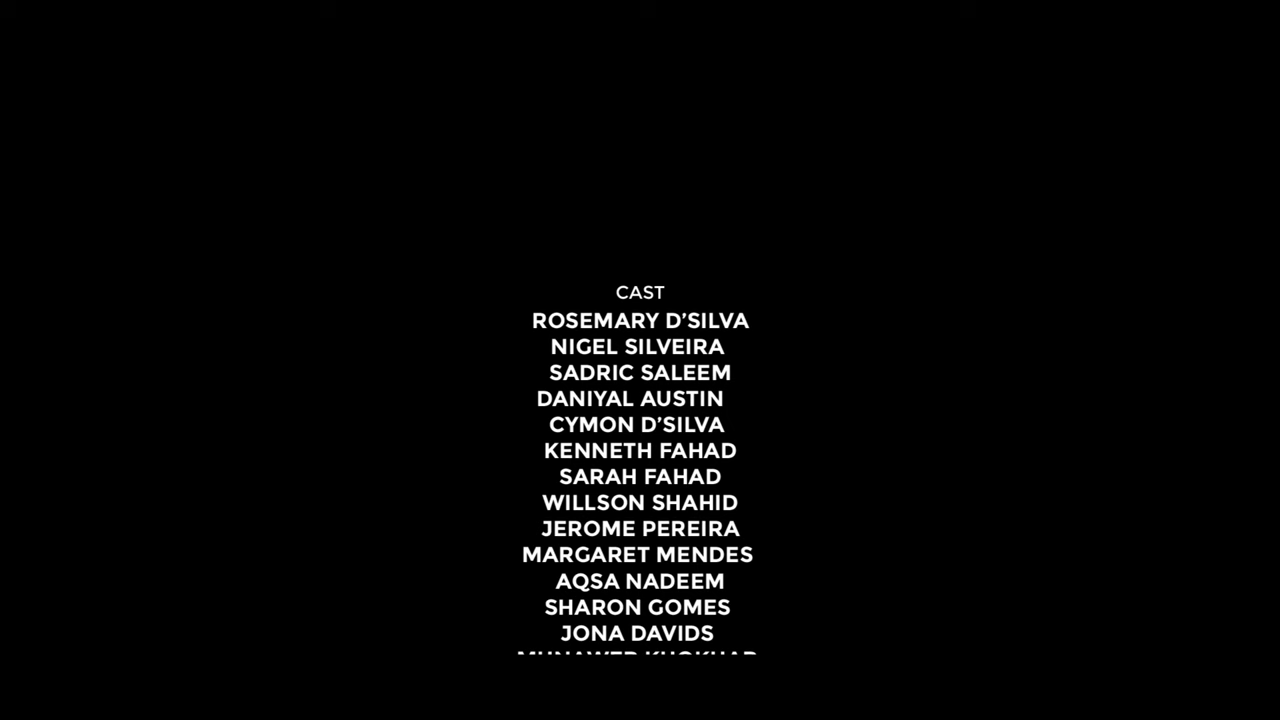 CAST
ROSEMARY D’SILVA
NIGEL SILVEIRA
SADRIC SALEEM
DANIYAL AUSTIN
CYMON D’SILVA
KENNETH FAHAD
SARAH FAHAD
WILLSON SHAHID
JEROME PEREIRA
MARGARET MENDES
AQSA NADEEM
SHARON GOMES
JONA DAVIDS